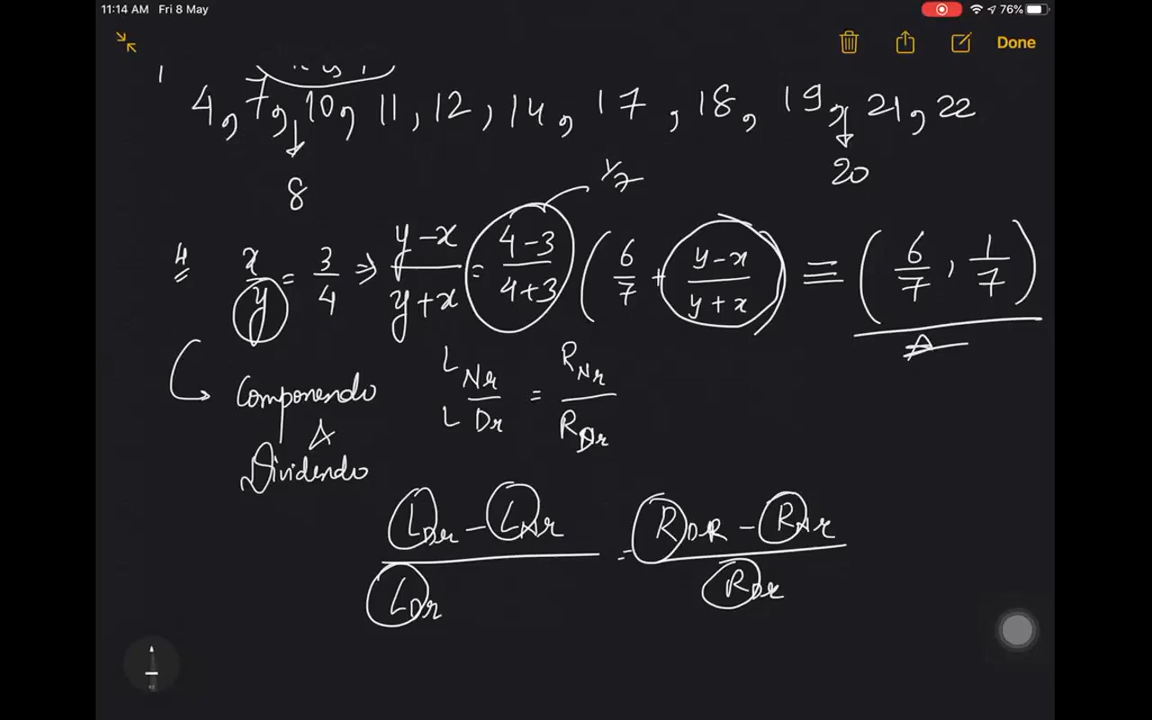 11:14 AM Fri 8 May 76%
Done
1
4, 7, 10, 11, 12, 14, 17, 18, 19, 21, 22
8 20
1/7
4 x/y = 3/4 ⇒ (y-x)/(y+x) = (4-3)/(4+3) ( 6/7 + (y-x)/(y+x) ) ≡ ( 6/7 , 1/7 )
A
Componendo L Nr / L Dr = R Nr / R Dr
&
Dividendo
(L Dr - L Nr) / L Dr = (R DR - R Nr) / R Dr